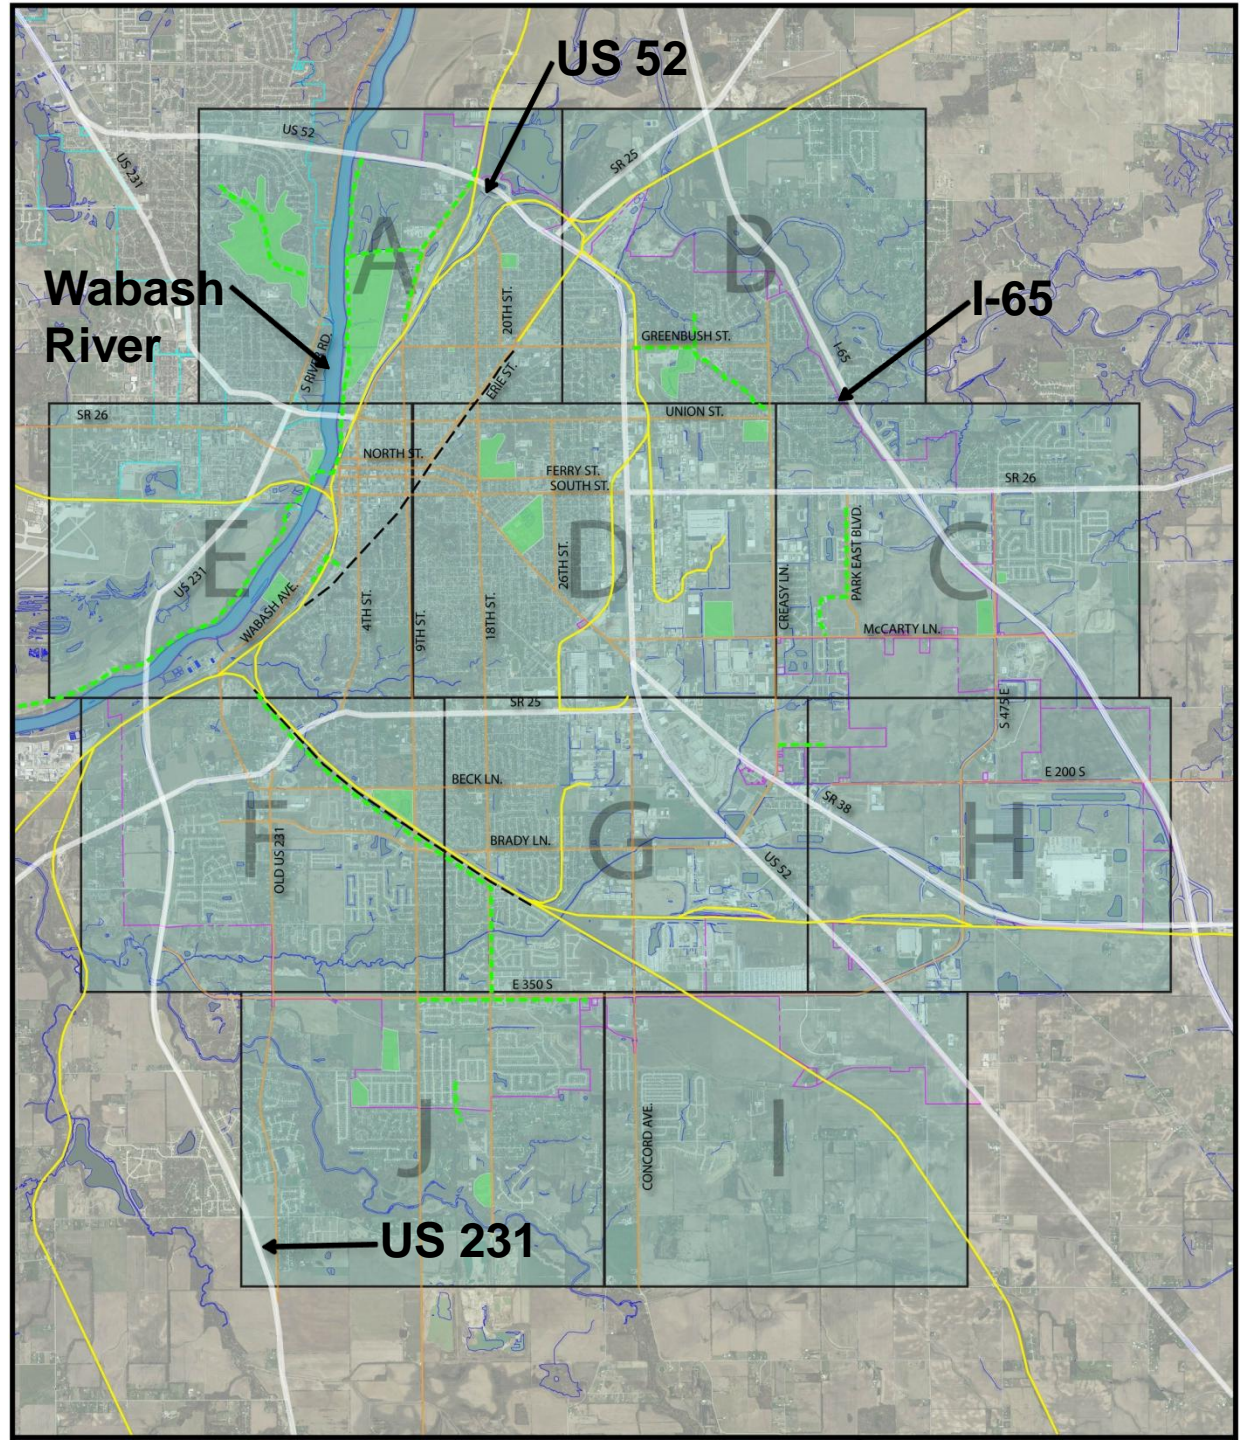 US 52
US 52
US 231
SR 25
A
B
Wabash
River
I-65
20TH ST.
GREENBUSH ST.
I-65
S RIVER RD.
ERIE ST.
SR 26
UNION ST.
NORTH ST.
FERRY ST.
SOUTH ST.
SR 26
E
D
C
US 231
26TH ST.
PARK EAST BLVD.
CREASY LN.
WABASH AVE.
4TH ST.
9TH ST.
18TH ST.
McCARTY LN.
SR 25
S 475 E
BECK LN.
E 200 S
SR 38
F
G
H
BRADY LN.
OLD US 231
US 52
E 350 S
J
I
CONCORD AVE.
US 231